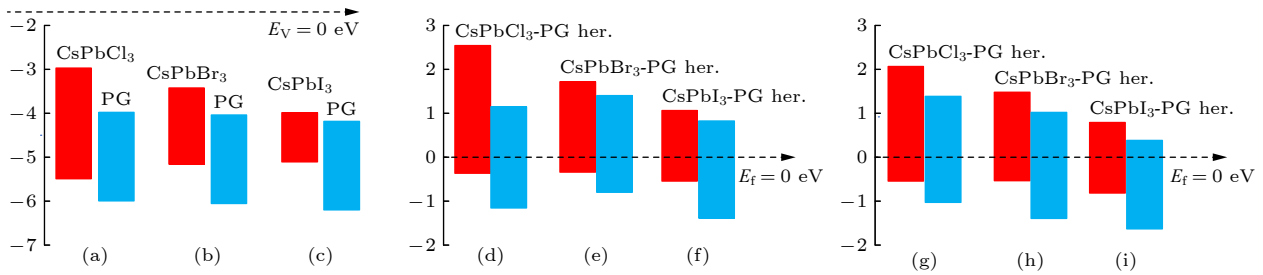 −2
−3
−4
−5
−6
−7
E_V = 0 eV
CsPbCl₃
PG
CsPbBr₃
PG
CsPbI₃
PG
(a)
(b)
(c)
3
2
1
0
−1
−2
CsPbCl₃-PG her.
CsPbBr₃-PG her.
CsPbI₃-PG her.
E_f = 0 eV
(d)
(e)
(f)
3
2
1
0
−1
−2
CsPbCl₃-PG her.
CsPbBr₃-PG her.
CsPbI₃-PG her.
E_f = 0 eV
(g)
(h)
(i)